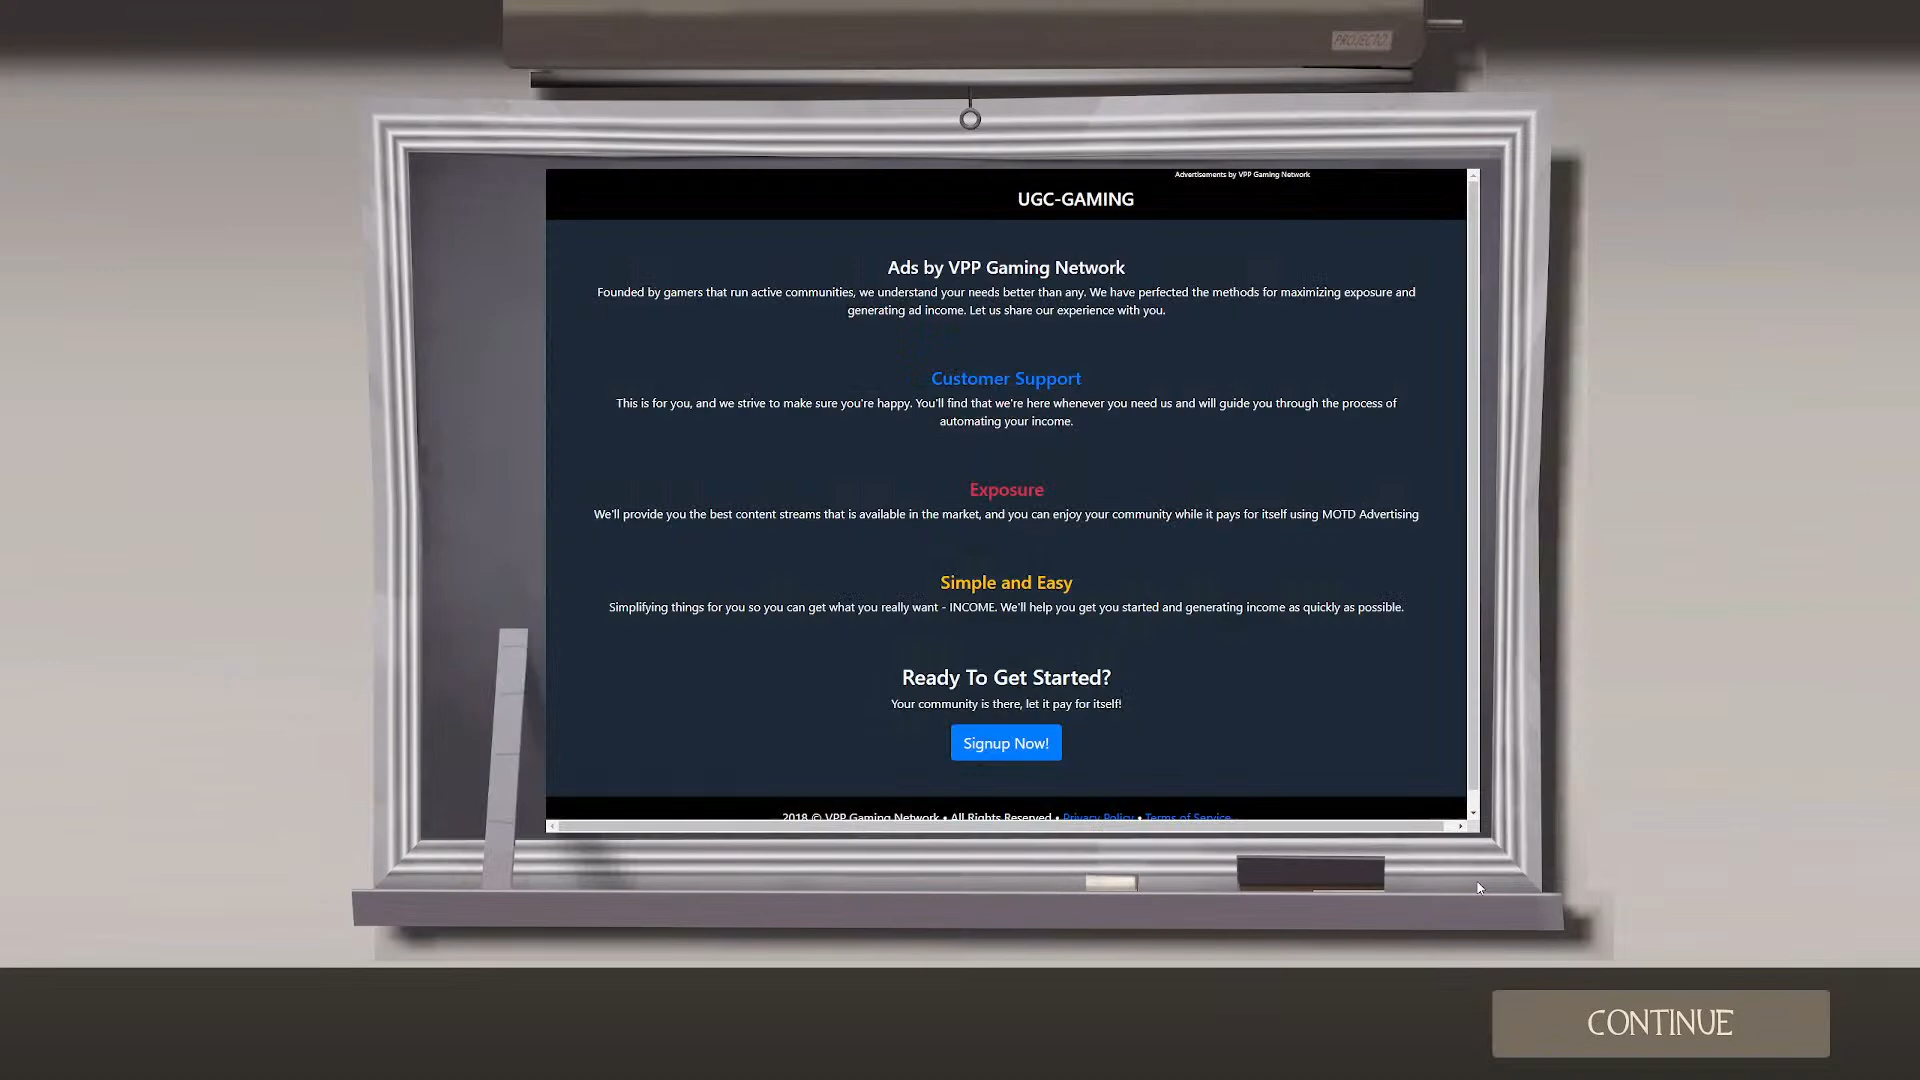 PROJECTO
Advertisements by VPP Gaming Network
UGC-GAMING
Ads by VPP Gaming Network
Founded by gamers that run active communities, we understand your needs better than any. We have perfected the methods for maximizing exposure and
generating ad income. Let us share our experience with you.
Customer Support
This is for you, and we strive to make sure you're happy. You'll find that we're here whenever you need us and will guide you through the process of
automating your income.
Exposure
We'll provide you the best content streams that is available in the market, and you can enjoy your community while it pays for itself using MOTD Advertising
Simple and Easy
Simplifying things for you so you can get what you really want - INCOME. We'll help you get you started and generating income as quickly as possible.
Ready To Get Started?
Your community is there, let it pay for itself!
Signup Now!
2018 © VPP Gaming Network • All Rights Reserved • Privacy Policy • Terms of Service
CONTINUE